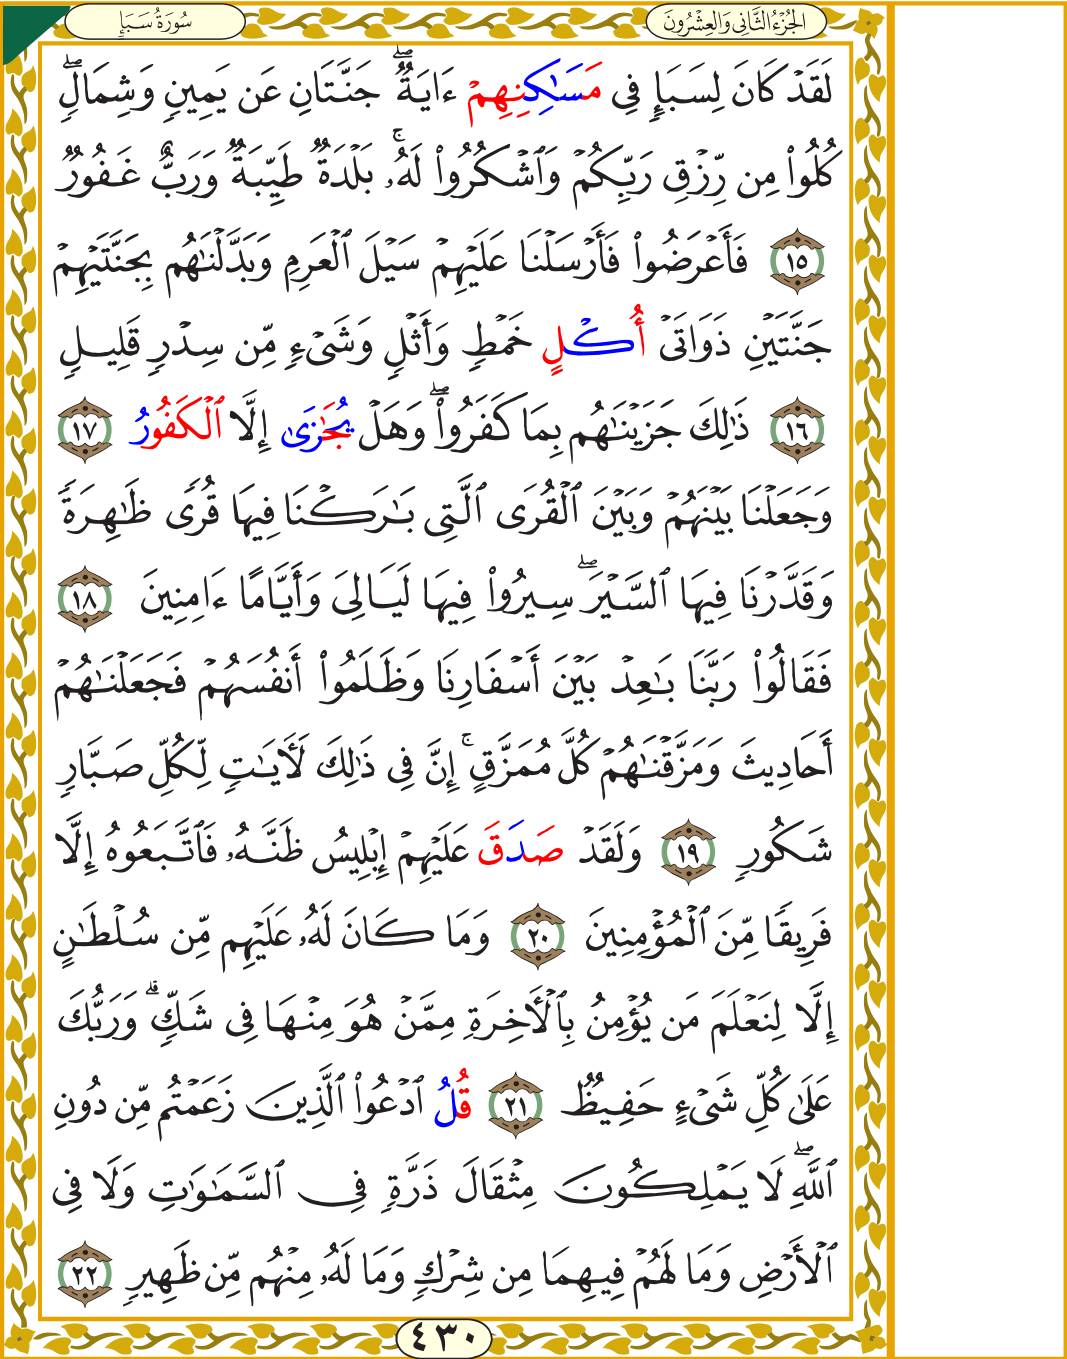 سُورَةُ سَبَإٍ
الجُزْءُ الثَّانِي وَالعِشْرُونَ
لَقَدۡ كَانَ لِسَبَإٖ فِي مَسَٰكِنِهِمۡ ءَايَةٞۖ جَنَّتَانِ عَن يَمِينٖ وَشِمَالٖۖ
كُلُواْ مِن رِّزۡقِ رَبِّكُمۡ وَٱشۡكُرُواْ لَهُۥۚ بَلۡدَةٞ طَيِّبَةٞ وَرَبٌّ غَفُورٞ
١٥ فَأَعۡرَضُواْ فَأَرۡسَلۡنَا عَلَيۡهِمۡ سَيۡلَ ٱلۡعَرِمِ وَبَدَّلۡنَٰهُم بِجَنَّتَيۡهِمۡ
جَنَّتَيۡنِ ذَوَاتَيۡ أُكُلٍ خَمۡطٖ وَأَثۡلٖ وَشَيۡءٖ مِّن سِدۡرٖ قَلِيلٖ
١٦ ذَٰلِكَ جَزَيۡنَٰهُم بِمَا كَفَرُواْۖ وَهَلۡ يُجَٰزَىٰ إِلَّا ٱلۡكَفُورُ ١٧
وَجَعَلۡنَا بَيۡنَهُمۡ وَبَيۡنَ ٱلۡقُرَى ٱلَّتِي بَٰرَكۡنَا فِيهَا قُرٗى ظَٰهِرَةٗ
وَقَدَّرۡنَا فِيهَا ٱلسَّيۡرَۖ سِيرُواْ فِيهَا لَيَالِيَ وَأَيَّامًا ءَامِنِينَ ١٨
فَقَالُواْ رَبَّنَا بَٰعِدۡ بَيۡنَ أَسۡفَارِنَا وَظَلَمُوٓاْ أَنفُسَهُمۡ فَجَعَلۡنَٰهُمۡ
أَحَادِيثَ وَمَزَّقۡنَٰهُمۡ كُلَّ مُمَزَّقٍۚ إِنَّ فِي ذَٰلِكَ لَأٓيَٰتٖ لِّكُلِّ صَبَّارٖ
شَكُورٖ ١٩ وَلَقَدۡ صَدَقَ عَلَيۡهِمۡ إِبۡلِيسُ ظَنَّهُۥ فَٱتَّبَعُوهُ إِلَّا
فَرِيقٗا مِّنَ ٱلۡمُؤۡمِنِينَ ٢٠ وَمَا كَانَ لَهُۥ عَلَيۡهِم مِّن سُلۡطَٰنٍ
إِلَّا لِنَعۡلَمَ مَن يُؤۡمِنُ بِٱلۡأٓخِرَةِ مِمَّنۡ هُوَ مِنۡهَا فِي شَكّٖۗ وَرَبُّكَ
عَلَىٰ كُلِّ شَيۡءٍ حَفِيظٞ ٢١ قُلُ ٱدۡعُواْ ٱلَّذِينَ زَعَمۡتُم مِّن دُونِ
ٱللَّهِۖ لَا يَمۡلِكُونَ مِثۡقَالَ ذَرَّةٖ فِي ٱلسَّمَٰوَٰتِ وَلَا فِي
ٱلۡأَرۡضِ وَمَا لَهُمۡ فِيهِمَا مِن شِرۡكٖ وَمَا لَهُۥ مِنۡهُم مِّن ظَهِيرٖ ٢٢
٤٣٠